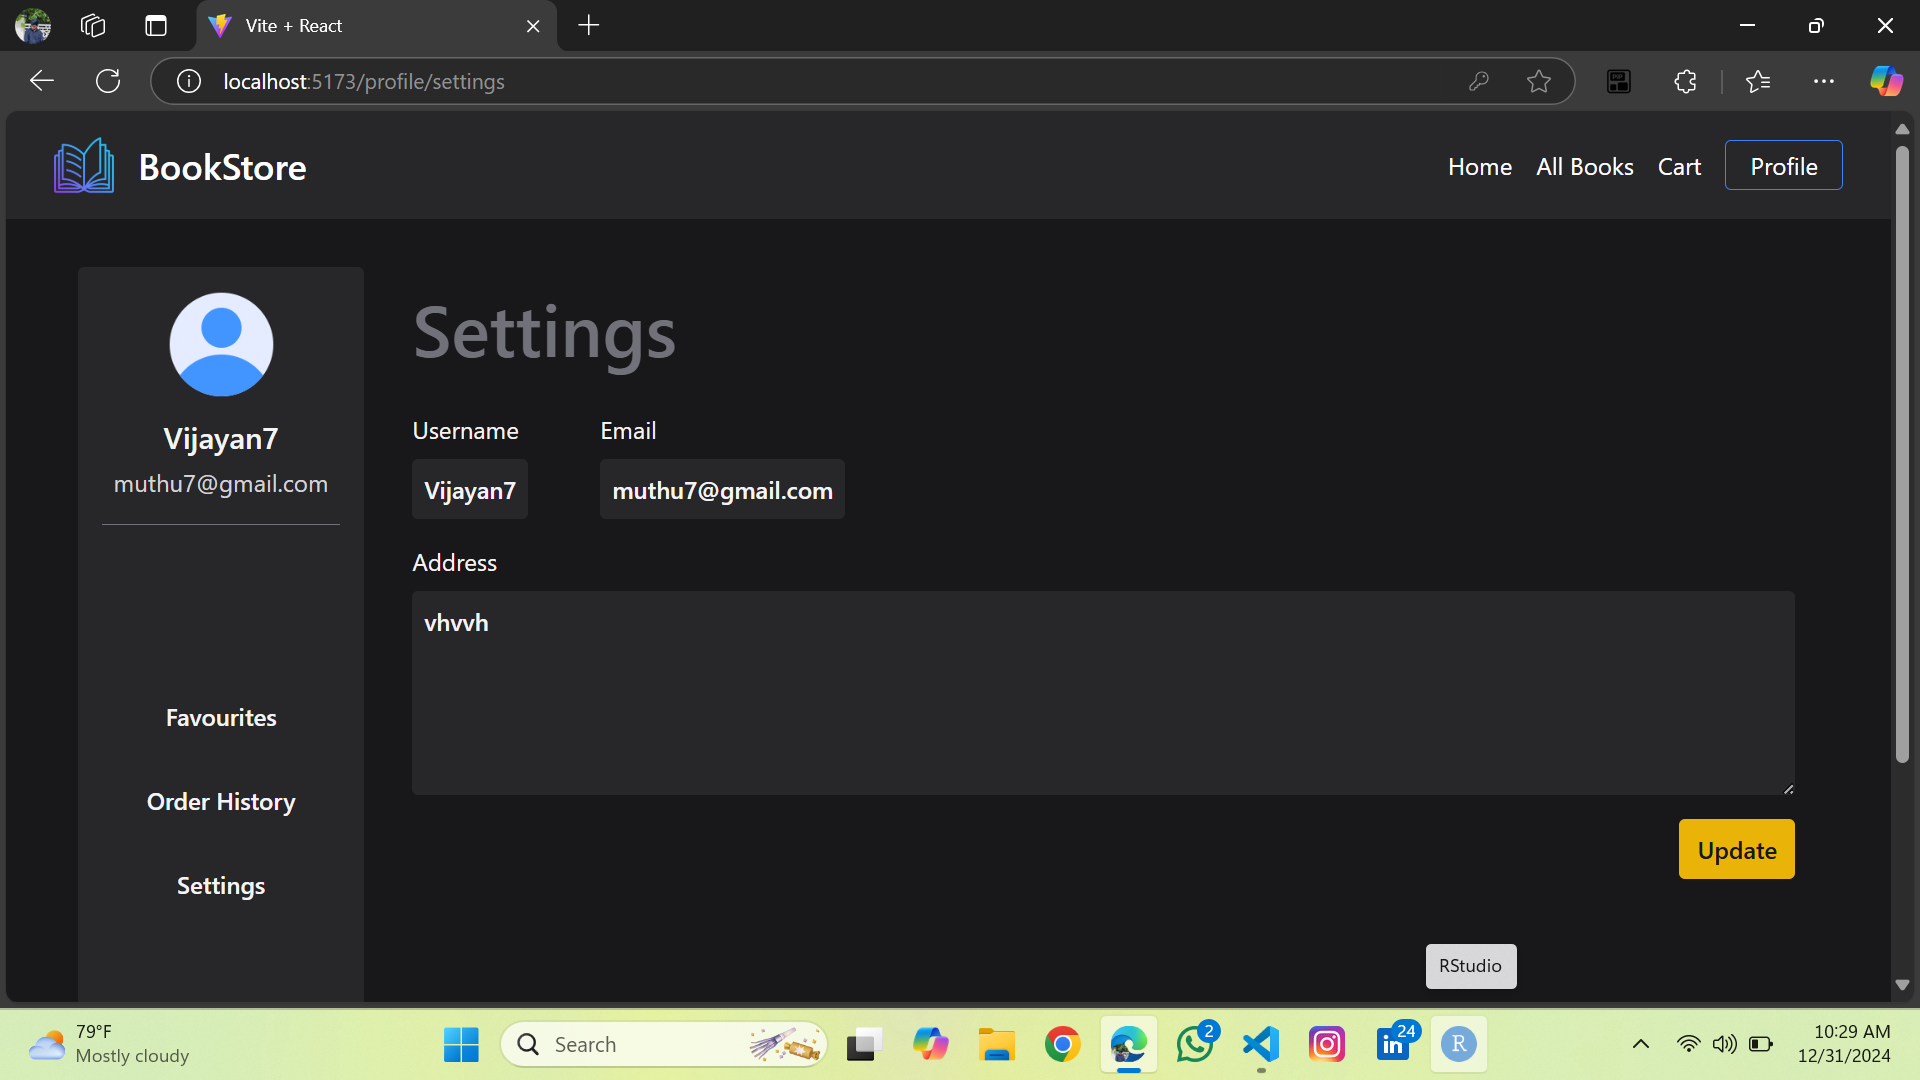 Vite + React
localhost:5173/profile/settings
BookStore
Home
All Books
Cart
Profile
Vijayan7
muthu7@gmail.com
Favourites
Order History
Settings
Settings
Username
Email
Vijayan7
muthu7@gmail.com
Address
vhvvh
Update
RStudio
79°F
Mostly cloudy
Search
2
24
in
R
10:29 AM
12/31/2024